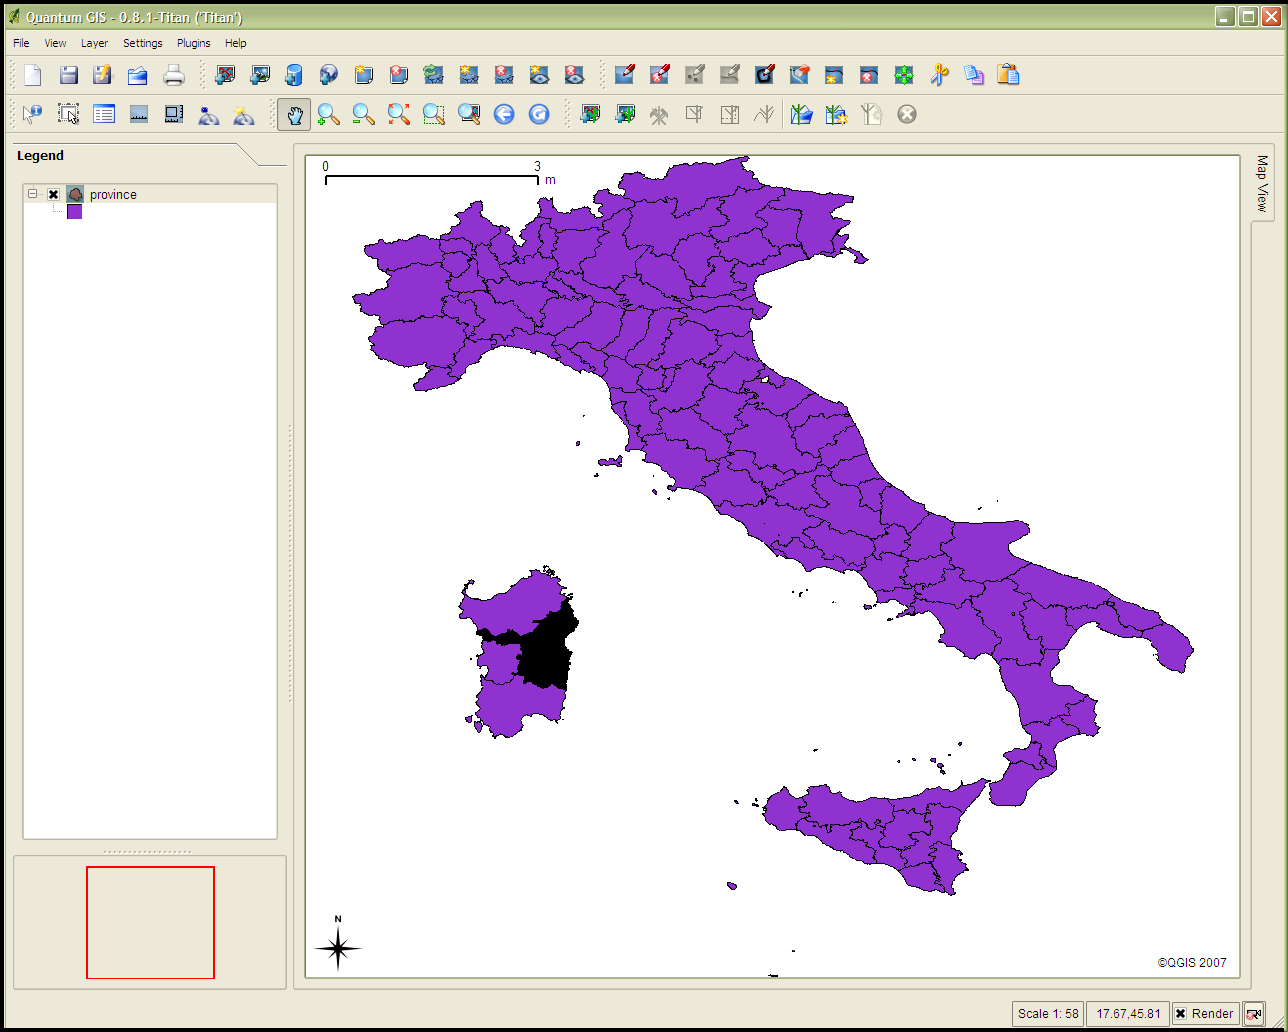 Quantum GIS - 0.8.1-Titan ('Titan')
File View Layer Settings Plugins Help
Legend
province
0 3 m
Map View
N
©QGIS 2007
Scale 1: 58 17.67,45.81 Render